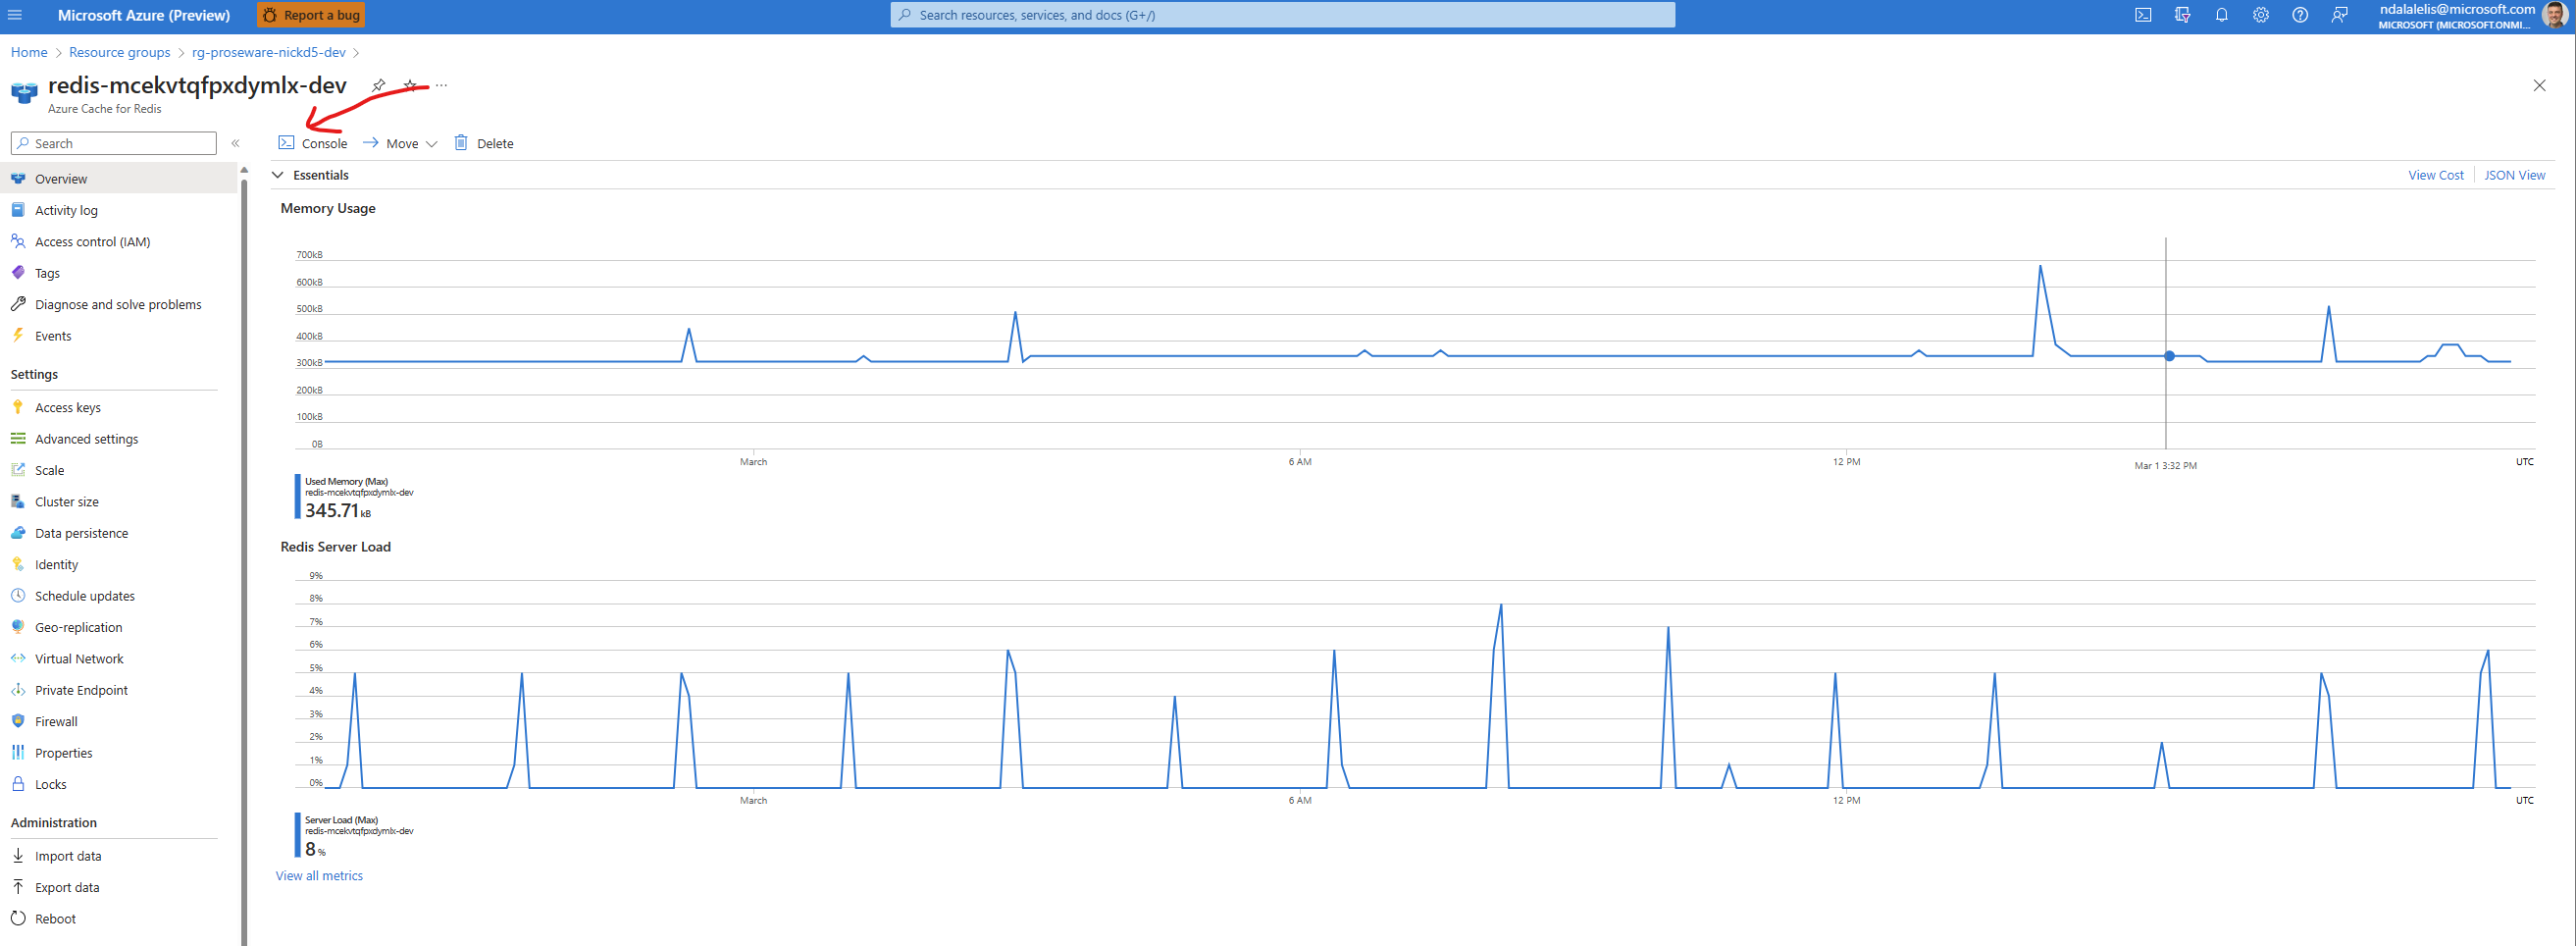 Microsoft Azure (Preview)
Report a bug
Search resources, services, and docs (G+/)
ndalalelis@microsoft.com
MICROSOFT (MICROSOFT.ONMI...
Home > Resource groups > rg-proseware-nickd5-dev >
redis-mcekvtqfpxdymlx-dev
...
Azure Cache for Redis
Search
«
Console
Move
Delete
Overview
Activity log
Access control (IAM)
Tags
Diagnose and solve problems
Events
Settings
Access keys
Advanced settings
Scale
Cluster size
Data persistence
Identity
Schedule updates
Geo-replication
Virtual Network
Private Endpoint
Firewall
Properties
Locks
Administration
Import data
Export data
Reboot
Essentials
View Cost
JSON View
Memory Usage
700kB
600kB
500kB
400kB
300kB
200kB
100kB
0B
March
6 AM
12 PM
Mar 1 3:32 PM
UTC
Used Memory (Max)
redis-mcekvtqfpxdymlx-dev
345.71 kB
Redis Server Load
9%
8%
7%
6%
5%
4%
3%
2%
1%
0%
March
6 AM
12 PM
UTC
Server Load (Max)
redis-mcekvtqfpxdymlx-dev
8 %
View all metrics